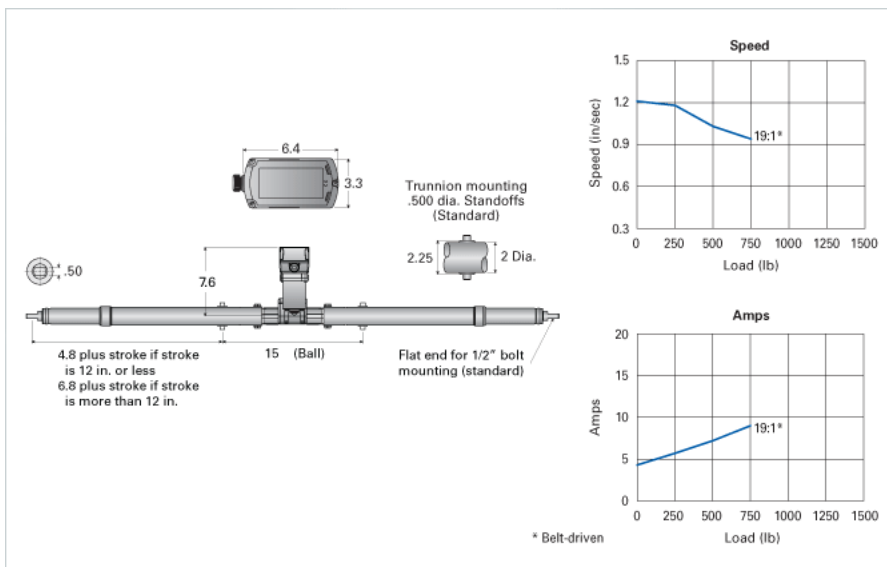 6.4
3.3
Trunnion mounting
.500 dia. Standoffs
(Standard)
2.25
2 Dia.
.50
7.6
15 (Ball)
4.8 plus stroke if stroke
is 12 in. or less
6.8 plus stroke if stroke
is more than 12 in.
Flat end for 1/2" bolt
mounting (standard)
Speed
Speed (in/sec)
1.5
1.2
0.9
0.6
0.3
19:1*
0 250 500 750 1000 1250 1500
Load (lb)
Amps
Amps
20
15
10
5
0
19:1*
0 250 500 750 1000 1250 1500
Load (lb)
* Belt-driven